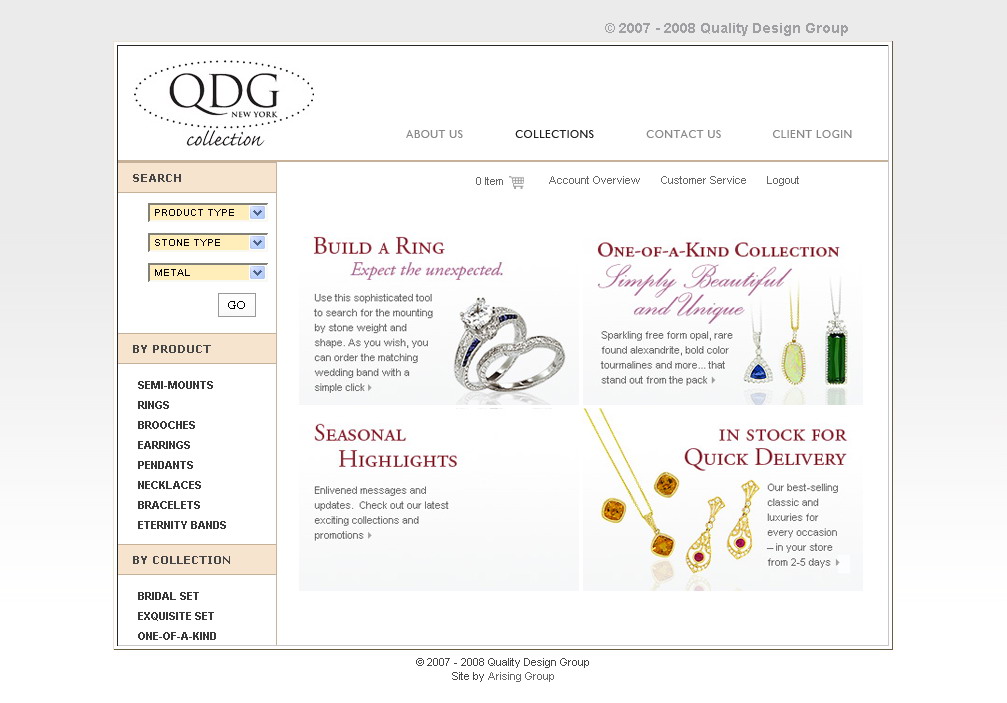 © 2007 - 2008 Quality Design Group
QDG
NEW YORK
collection
ABOUT US
COLLECTIONS
CONTACT US
CLIENT LOGIN
SEARCH
PRODUCT TYPE
STONE TYPE
METAL
GO
BY PRODUCT
SEMI-MOUNTS
RINGS
BROOCHES
EARRINGS
PENDANTS
NECKLACES
BRACELETS
ETERNITY BANDS
BY COLLECTION
BRIDAL SET
EXQUISITE SET
ONE-OF-A-KIND
0 Item
Account Overview
Customer Service
Logout
BUILD A RING
Expect the unexpected.
Use this sophisticated tool
to search for the mounting
by stone weight and
shape. As you wish, you
can order the matching
wedding band with a
simple click
ONE-OF-A-KIND COLLECTION
Simply Beautiful
and Unique
Sparkling free form opal, rare
found alexandrite, bold color
tourmalines and more... that
stand out from the pack
SEASONAL
HIGHLIGHTS
Enlivened messages and
updates. Check out our latest
exciting collections and
promotions
IN STOCK FOR
QUICK DELIVERY
Our best-selling
classic and
luxuries for
every occasion
– in your store
from 2-5 days
© 2007 - 2008 Quality Design Group
Site by Arising Group